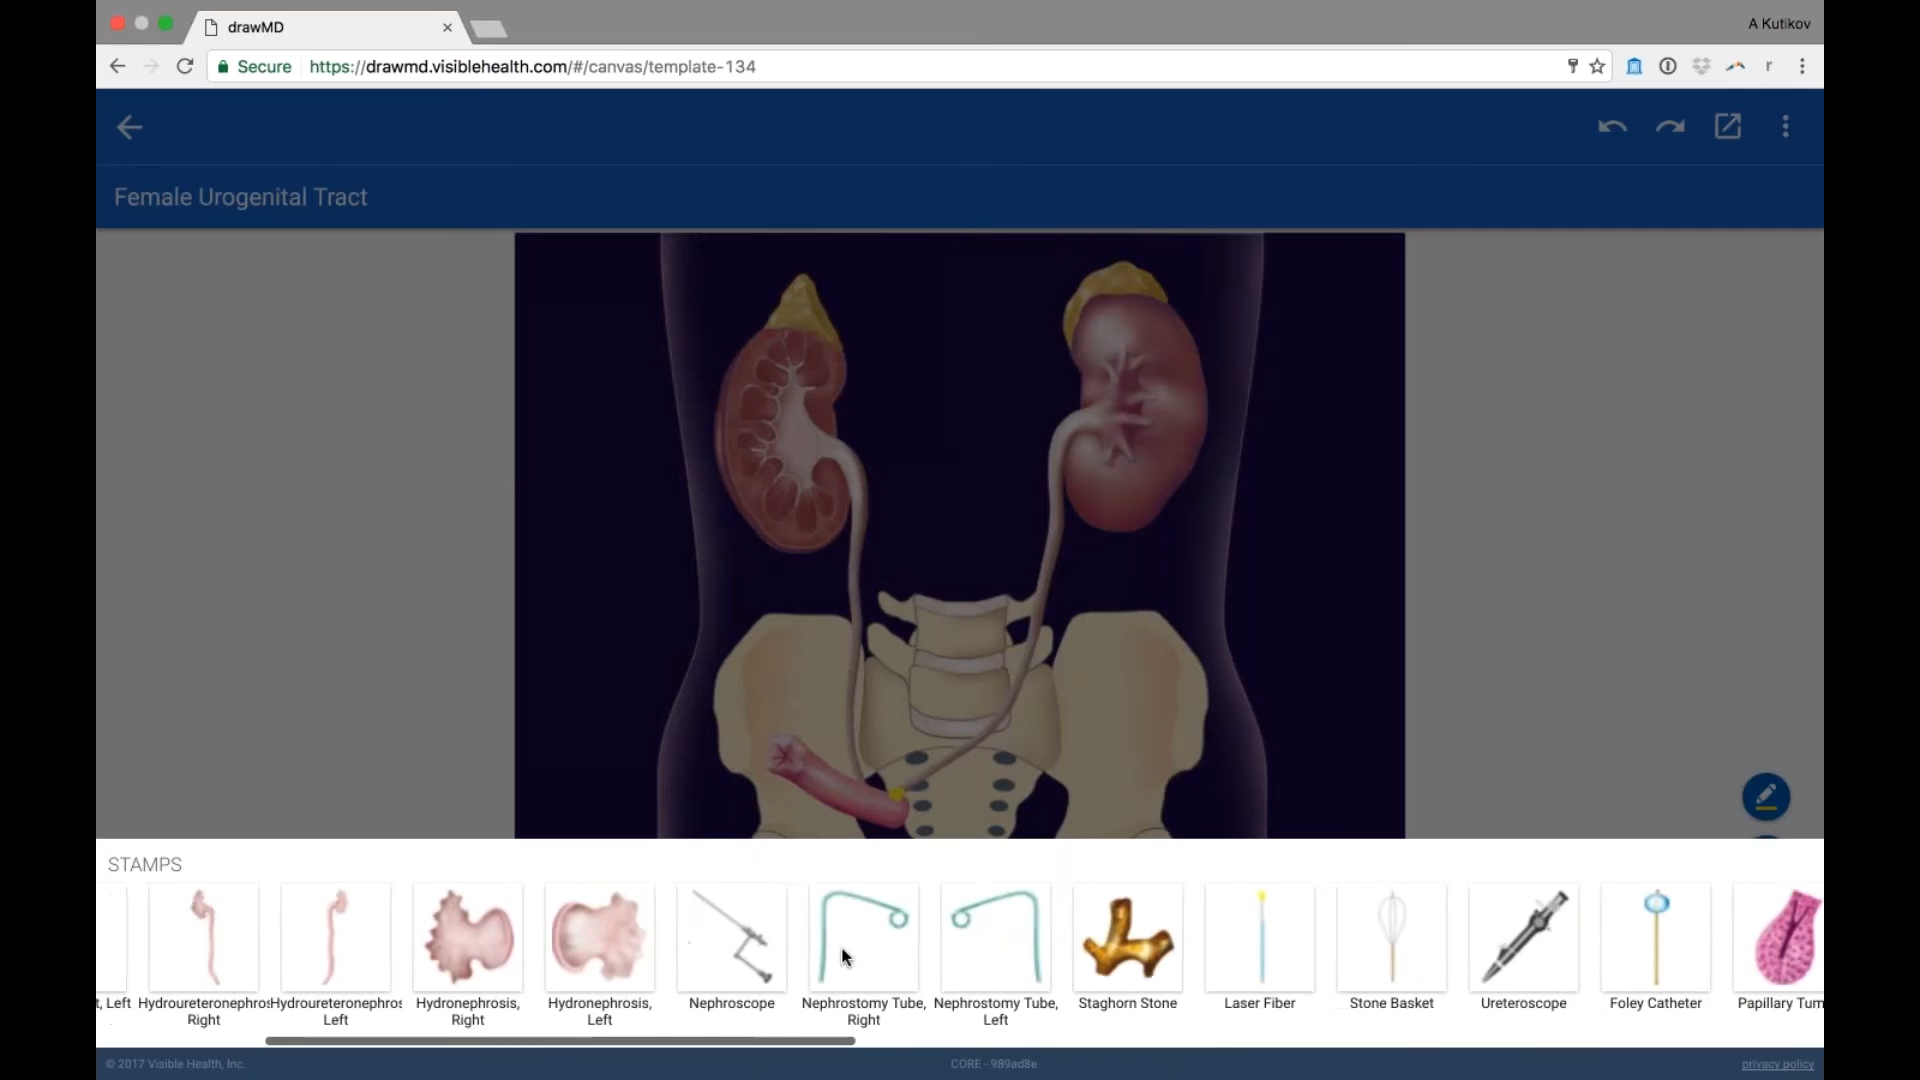 drawMD
A Kutikov
Secure https://drawmd.visiblehealth.com/#/canvas/template-134
r
Female Urogenital Tract
STAMPS
t, Left
Hydroureteronephros
Right
Hydroureteronephros
Left
Hydronephrosis,
Right
Hydronephrosis,
Left
Nephroscope
Nephrostomy Tube,
Right
Nephrostomy Tube,
Left
Staghorn Stone
Laser Fiber
Stone Basket
Ureteroscope
Foley Catheter
Papillary Tum
© 2017 Visible Health, Inc.
CORE - 989ad8e
privacy policy